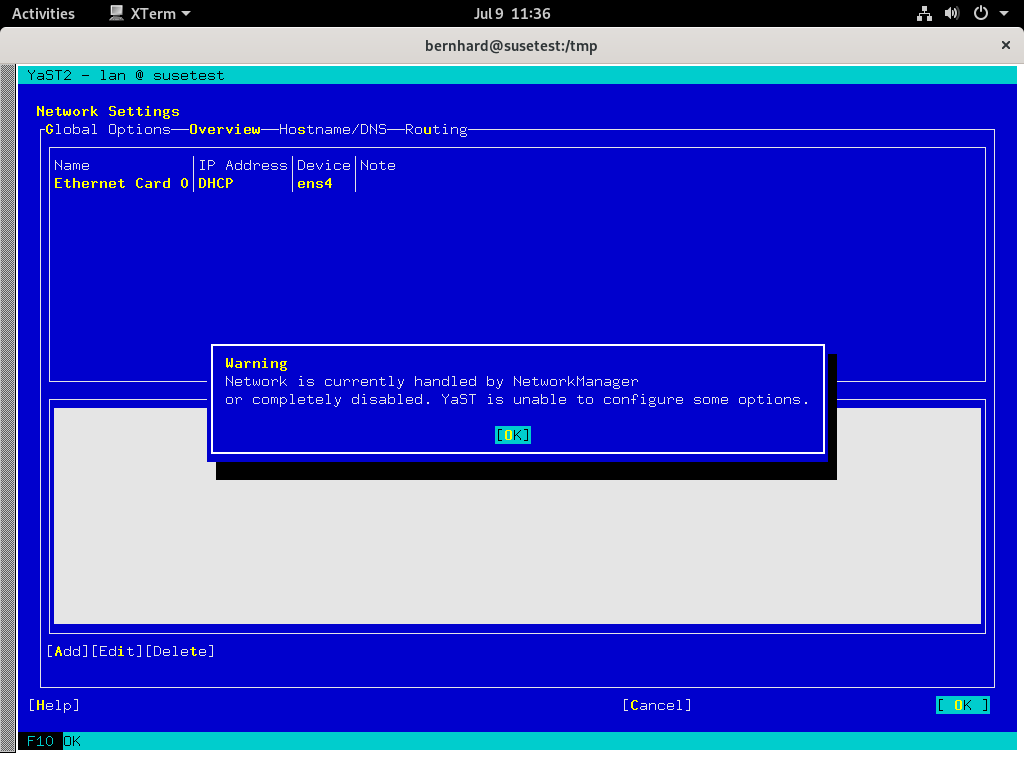 Activities XTerm Jul 9 11:36
bernhard@susetest:/tmp ×
YaST2 - lan @ susetest
Network Settings
Global Options Overview Hostname/DNS Routing
Name IP Address Device Note
Ethernet Card 0 DHCP ens4
Warning
Network is currently handled by NetworkManager
or completely disabled. YaST is unable to configure some options.
[OK]
[Add][Edit][Delete]
[Help] [Cancel] [ OK ]
F10 OK